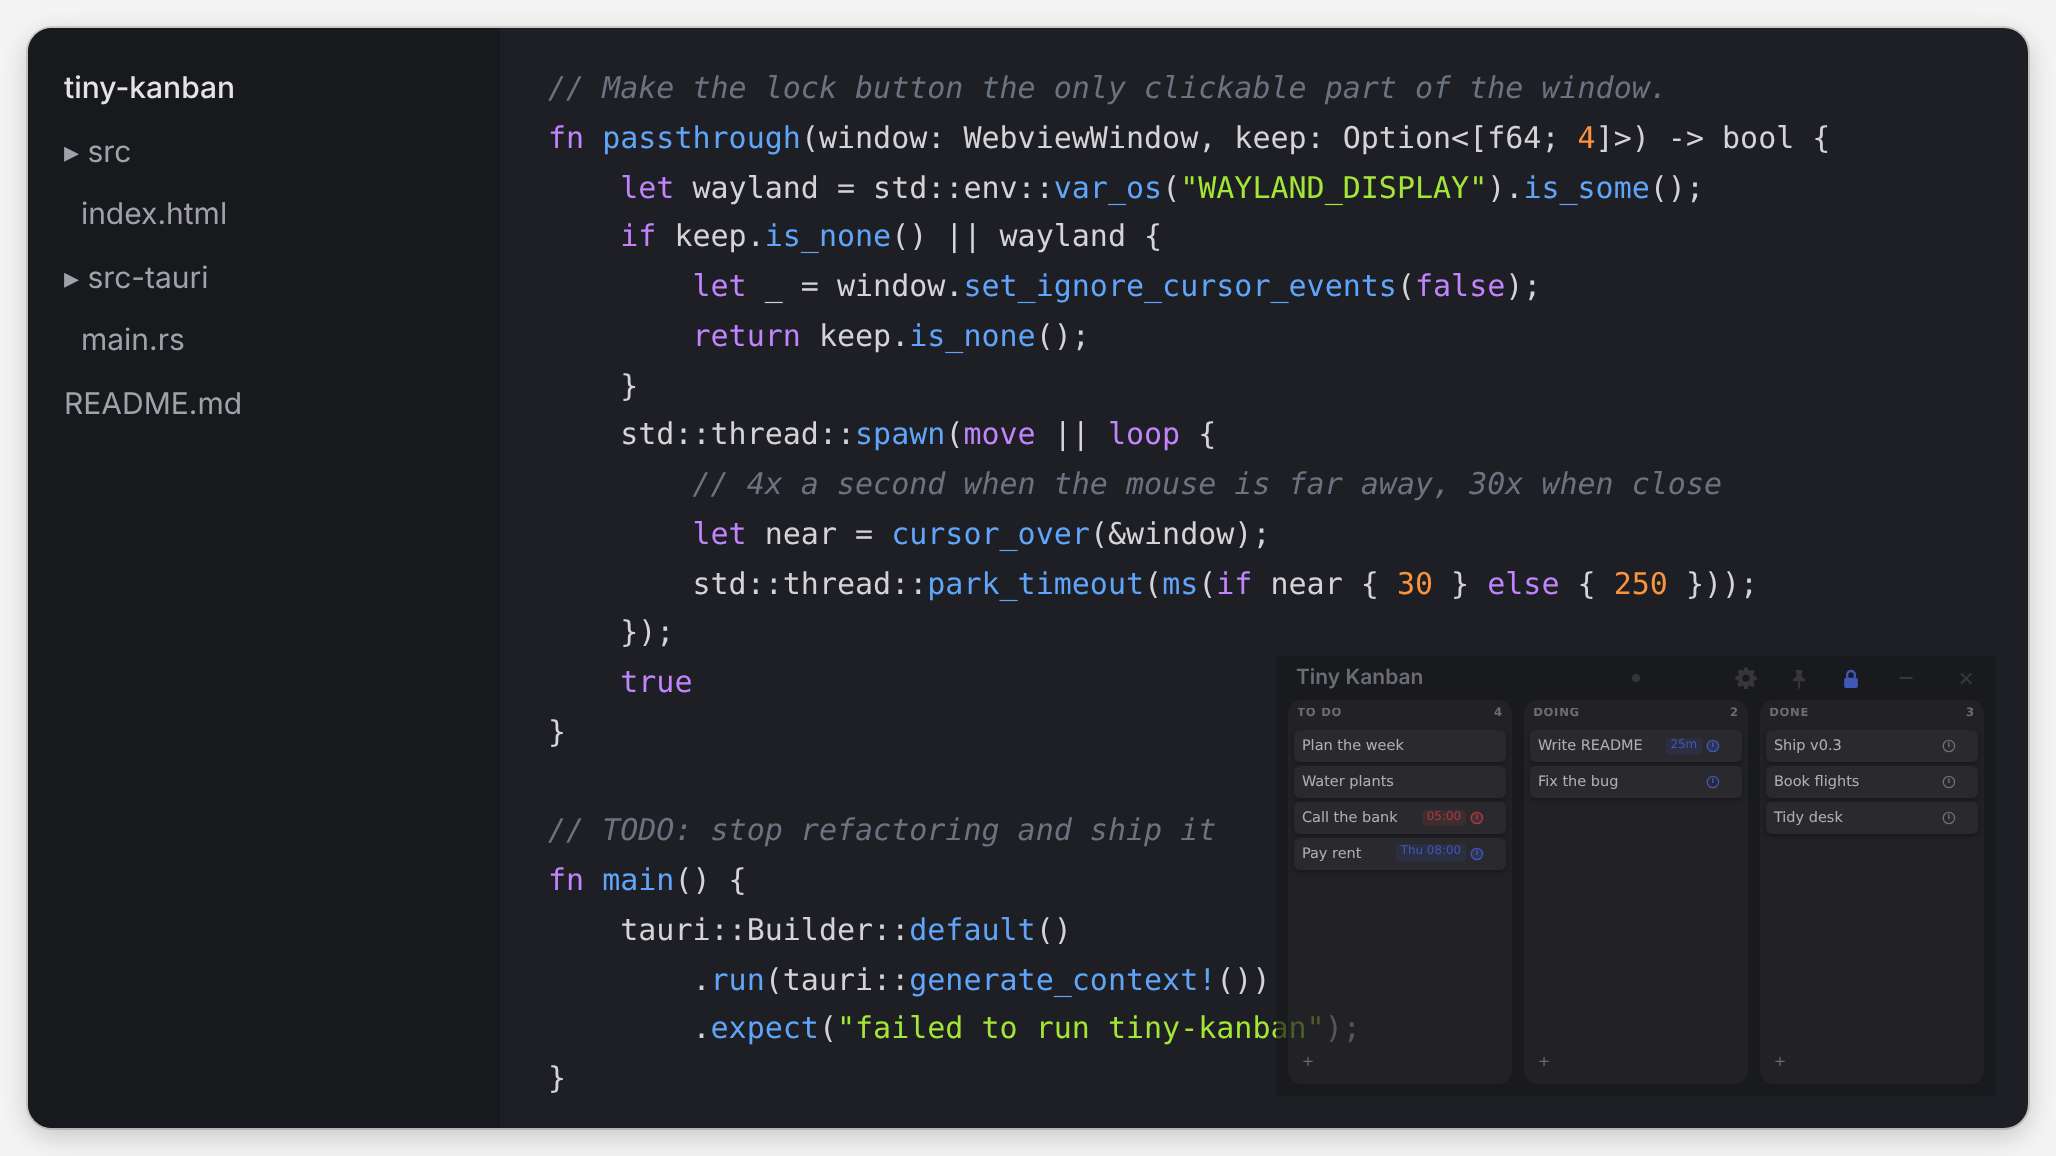 tiny-kanban
▸ src
index.html
▸ src-tauri
main.rs
README.md
// Make the lock button the only clickable part of the window.
fn passthrough(window: WebviewWindow, keep: Option<[f64; 4]>) -> bool {
let wayland = std::env::var_os("WAYLAND_DISPLAY").is_some();
if keep.is_none() || wayland {
let _ = window.set_ignore_cursor_events(false);
return keep.is_none();
}
std::thread::spawn(move || loop {
// 4x a second when the mouse is far away, 30x when close
let near = cursor_over(&window);
std::thread::park_timeout(ms(if near { 30 } else { 250 }));
});
true
}
// TODO: stop refactoring and ship it
fn main() {
tauri::Builder::default()
.run(tauri::generate_context!())
.expect("failed to run tiny-kanban");
}
Tiny Kanban
TO DO 4
Plan the week
Water plants
Call the bank 05:00
Pay rent Thu 08:00
+
DOING 2
Write README 25m
Fix the bug
+
DONE 3
Ship v0.3
Book flights
Tidy desk
+